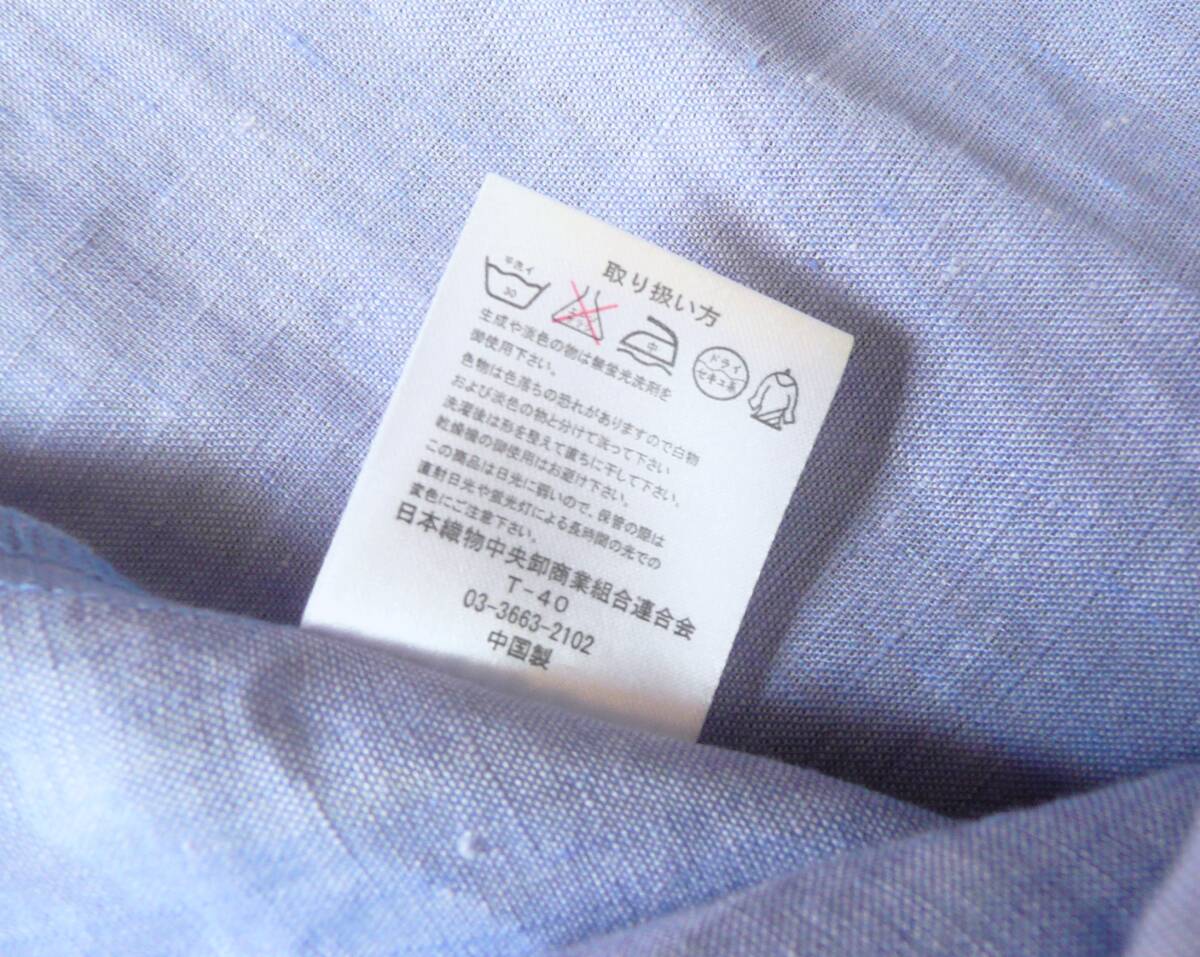 取り扱い方
手洗イ
30
エンソ
サラシ
中
ドライ
セキユ系
生成や淡色の物は無蛍光洗剤を
御使用下さい。
色物は色落ちの恐れがありますので白物
および淡色の物と分けて洗って下さい
洗濯後は形を整えて直ちに干して下さい。
乾燥機の御使用はお避け下さい。
この商品は日光に弱いので、保管の際は
直射日光や蛍光灯による長時間の光での
変色にご注意下さい。
日本織物中央卸商業組合連合会
T-40
03-3663-2102
中国製